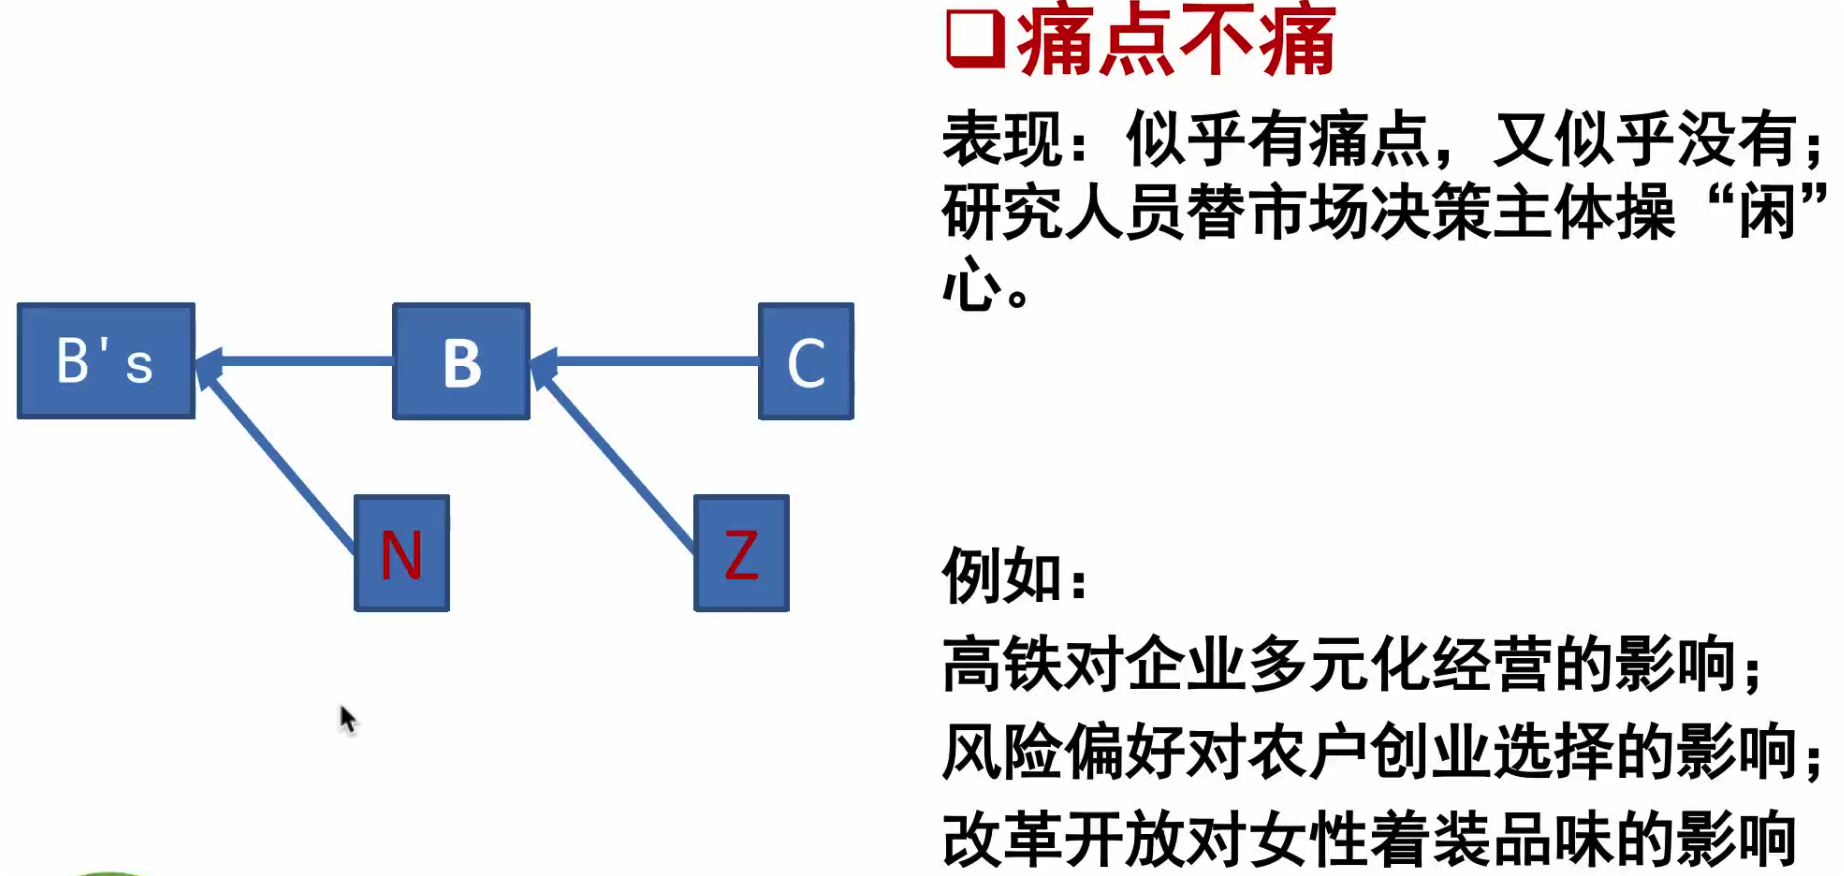 痛点不痛
表现：似乎有痛点，又似乎没有；
研究人员替市场决策主体操“闲”
心。
B's
B
C
N
Z
例如：
高铁对企业多元化经营的影响；
风险偏好对农户创业选择的影响；
改革开放对女性着装品味的影响